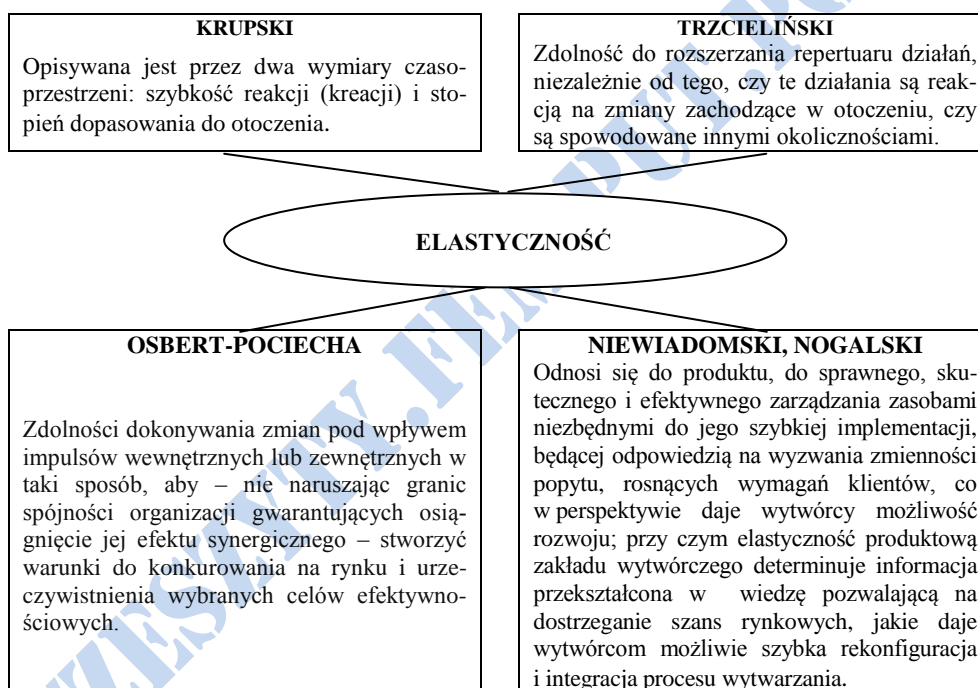 KRUPSKI
Opisywana jest przez dwa wymiary czaso-
przestrzeni: szybkość reakcji (kreacji) i sto-
pień dopasowania do otoczenia.
TRZCIELIŃSKI
Zdolność do rozszerzania repertuaru działań,
niezależnie od tego, czy te działania są reak-
cją na zmiany zachodzące w otoczeniu, czy
są spowodowane innymi okolicznościami.
ELASTYCZNOŚĆ
OSBERT-POCIECHA
Zdolności dokonywania zmian pod wpływem
impulsów wewnętrznych lub zewnętrznych w
taki sposób, aby – nie naruszając granic
spójności organizacji gwarantujących osią-
gnięcie jej efektu synergicznego – stworzyć
warunki do konkurowania na rynku i urze-
czywistnienia wybranych celów efektywno-
ściowych.
NIEWIADOMSKI, NOGALSKI
Odnosi się do produktu, do sprawnego, sku-
tecznego i efektywnego zarządzania zasobami
niezbędnymi do jego szybkiej implementacji,
będącej odpowiedzią na wyzwania zmienności
popytu, rosnących wymagań klientów, co
w perspektywie daje wytwórcy możliwość
rozwoju; przy czym elastyczność produktową
zakładu wytwórczego determinuje informacja
przekształcona w wiedzę pozwalającą na
dostrzeganie szans rynkowych, jakie daje
wytwórcom możliwie szybka rekonfiguracja
i integracja procesu wytwarzania.